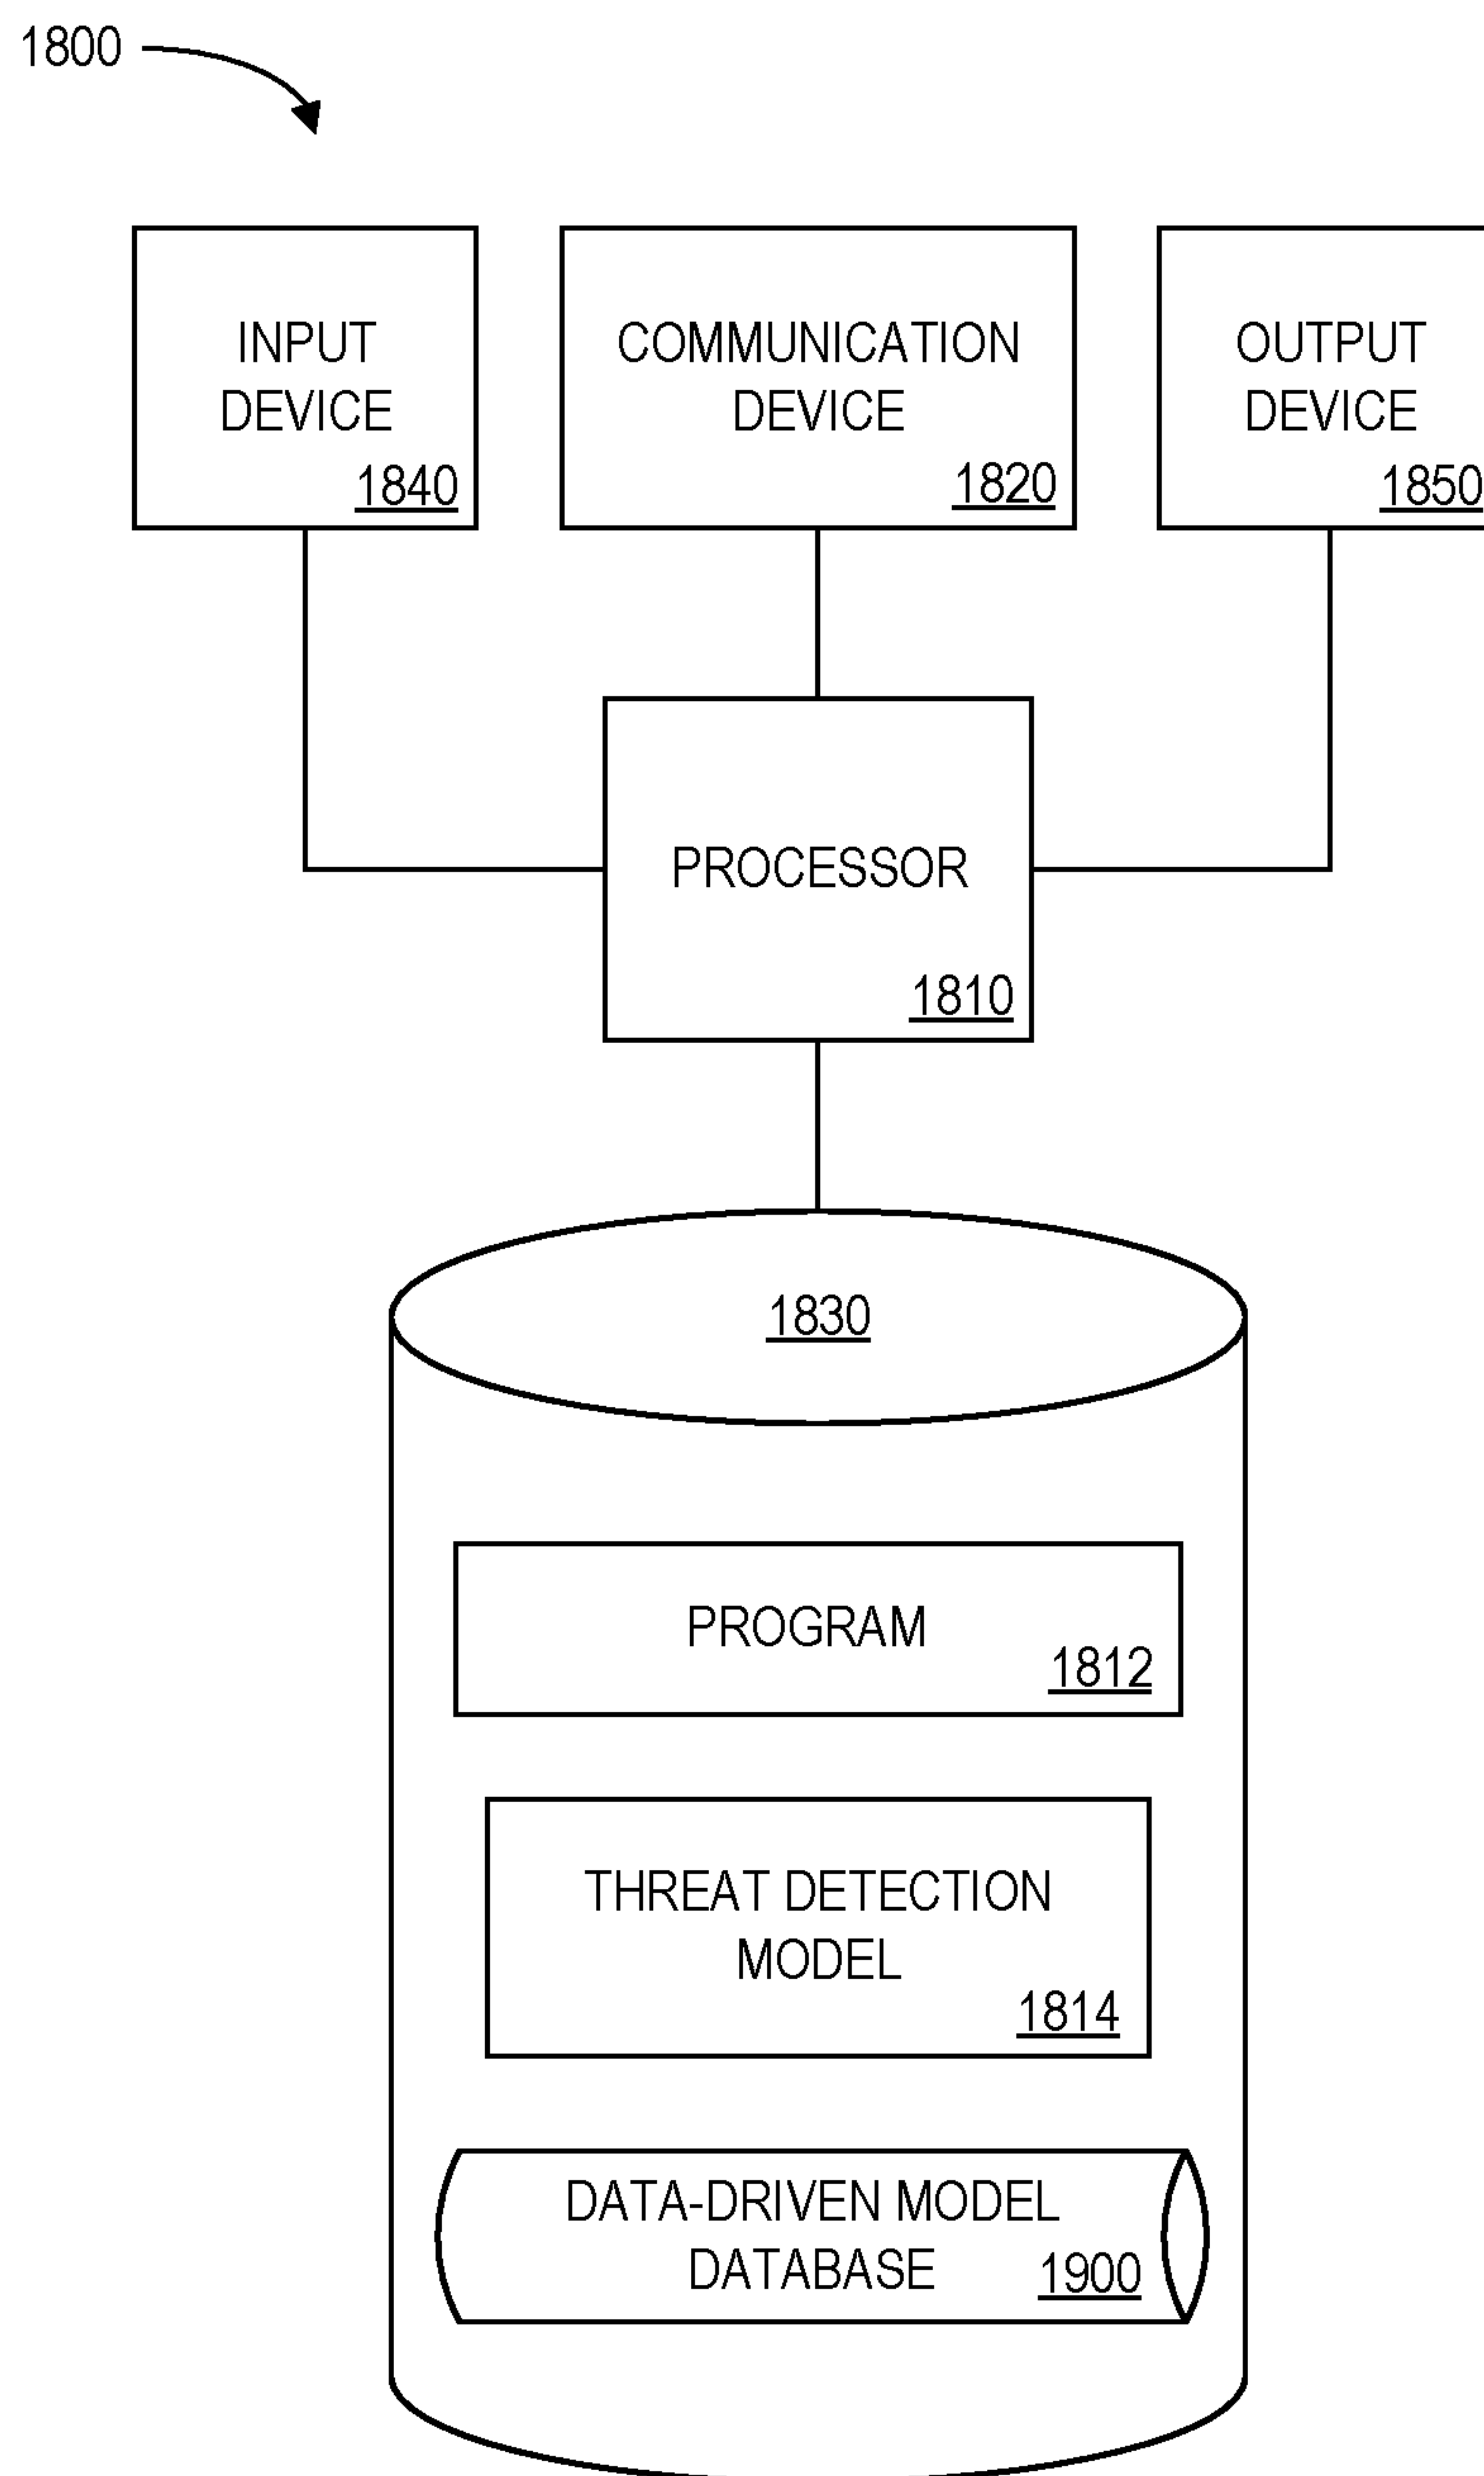 1800
INPUT
DEVICE
1840
COMMUNICATION
DEVICE
1820
OUTPUT
DEVICE
1850
PROCESSOR
1810
1830
PROGRAM
1812
THREAT DETECTION
MODEL
1814
DATA-DRIVEN MODEL
DATABASE
1900